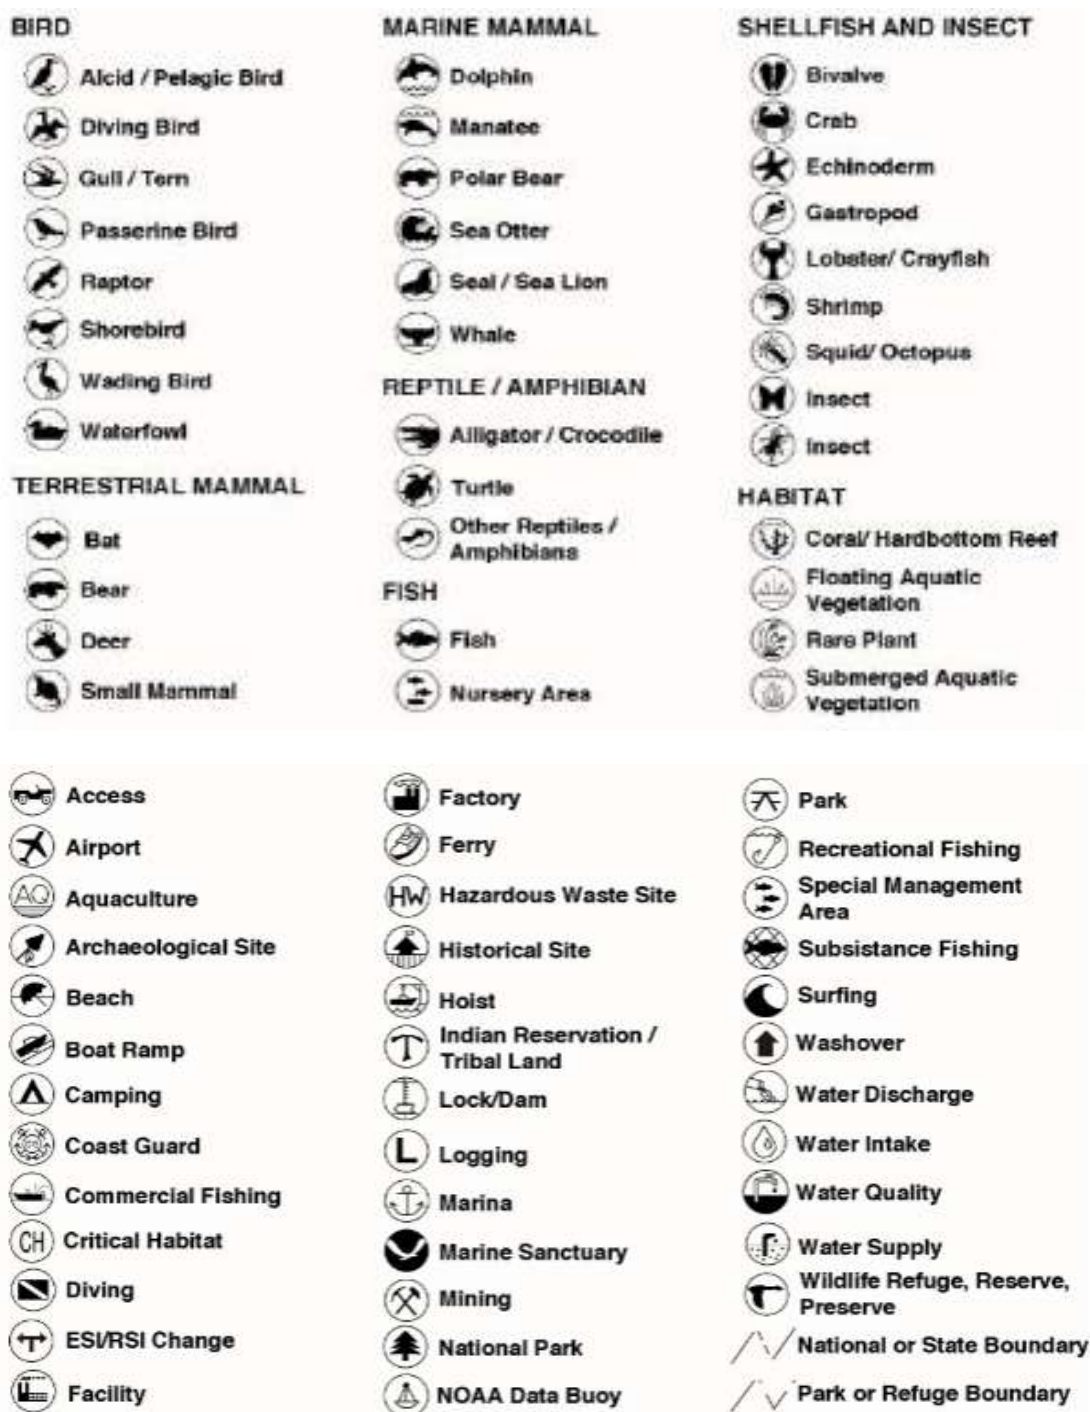 BIRD
Alcid / Pelagic Bird
Diving Bird
Gull / Tern
Passerine Bird
Raptor
Shorebird
Wading Bird
Waterfowl
TERRESTRIAL MAMMAL
Bat
Bear
Deer
Small Mammal
MARINE MAMMAL
Dolphin
Manatee
Polar Bear
Sea Otter
Seal / Sea Lion
Whale
REPTILE / AMPHIBIAN
Alligator / Crocodile
Turtle
Other Reptiles /
Amphibians
FISH
Fish
Nursery Area
SHELLFISH AND INSECT
Bivalve
Crab
Echinoderm
Gastropod
Lobster/ Crayfish
Shrimp
Squid/ Octopus
Insect
Insect
HABITAT
Coral/ Hardbottom Reef
Floating Aquatic
Vegetation
Rare Plant
Submerged Aquatic
Vegetation
Access
Airport
AQ Aquaculture
Archaeological Site
Beach
Boat Ramp
Camping
Coast Guard
Commercial Fishing
CH Critical Habitat
Diving
ESI/RSI Change
Facility
Factory
Ferry
HW Hazardous Waste Site
Historical Site
Hoist
Indian Reservation /
Tribal Land
Lock/Dam
L Logging
Marina
Marine Sanctuary
Mining
National Park
NOAA Data Buoy
Park
Recreational Fishing
Special Management
Area
Subsistance Fishing
Surfing
Washover
Water Discharge
Water Intake
Water Quality
Water Supply
Wildlife Refuge, Reserve,
Preserve
National or State Boundary
Park or Refuge Boundary